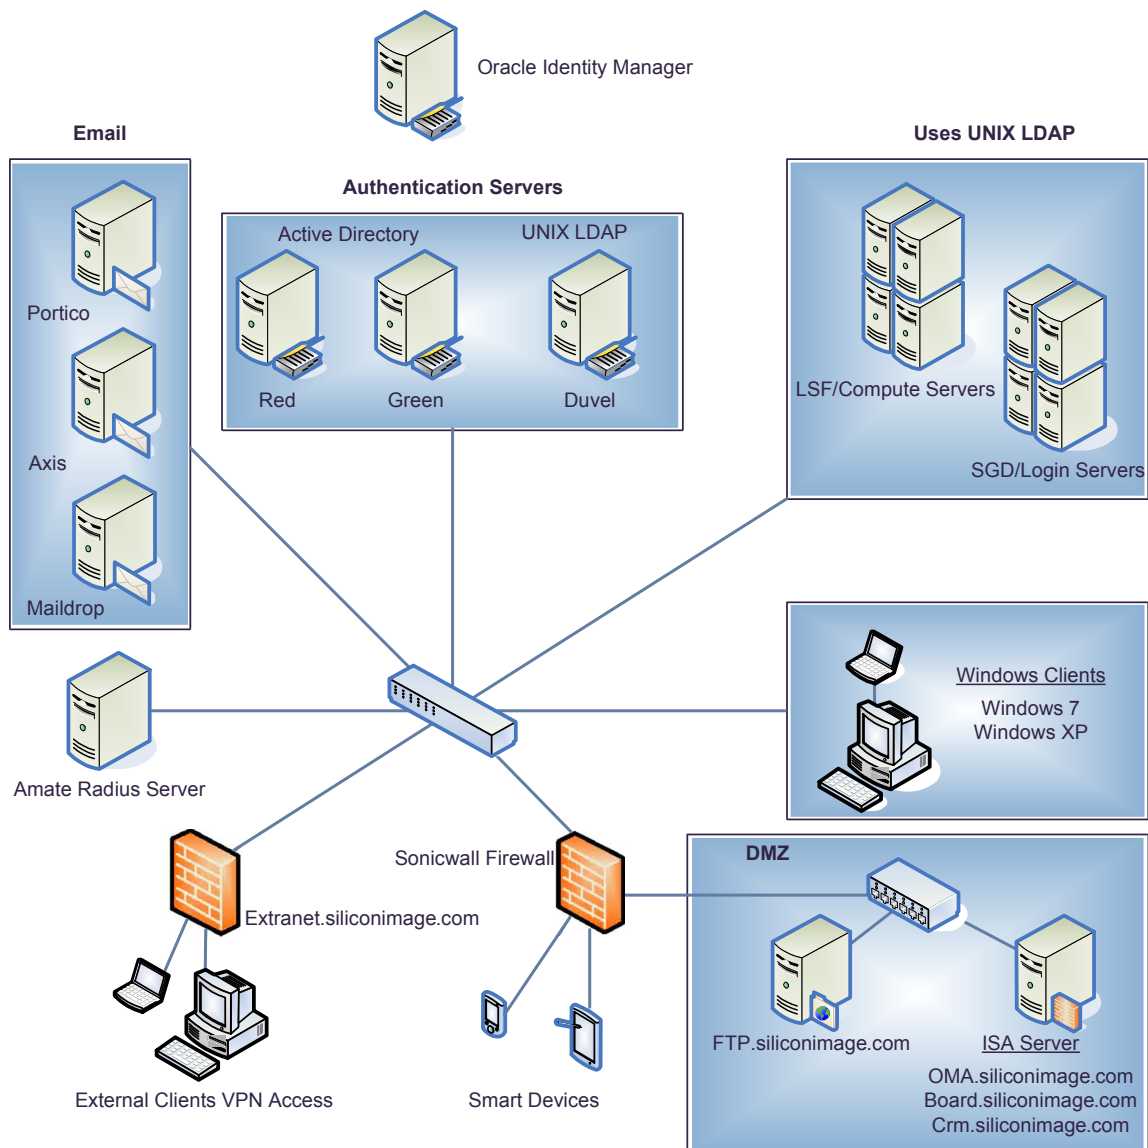 Oracle Identity Manager
Email
Uses UNIX LDAP
Authentication Servers
Active Directory
UNIX LDAP
Portico
Red
Green
Duvel
LSF/Compute Servers
Axis
SGD/Login Servers
Maildrop
Windows Clients
Windows 7
Windows XP
Amate Radius Server
Sonicwall Firewall
DMZ
Extranet.siliconimage.com
FTP.siliconimage.com
ISA Server
OMA.siliconimage.com
Board.siliconimage.com
Crm.siliconimage.com
External Clients VPN Access
Smart Devices